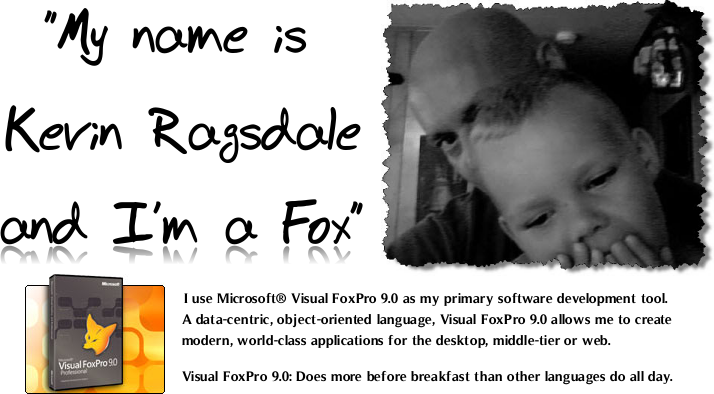 "My name is
Kevin Ragsdale
and I'm a Fox"
I use Microsoft® Visual FoxPro 9.0 as my primary software development tool.
A data-centric, object-oriented language, Visual FoxPro 9.0 allows me to create
modern, world-class applications for the desktop, middle-tier or web.
Visual FoxPro 9.0: Does more before breakfast than other languages do all day.
Microsoft
Microsoft®
Visual FoxPro 9.0
Professional